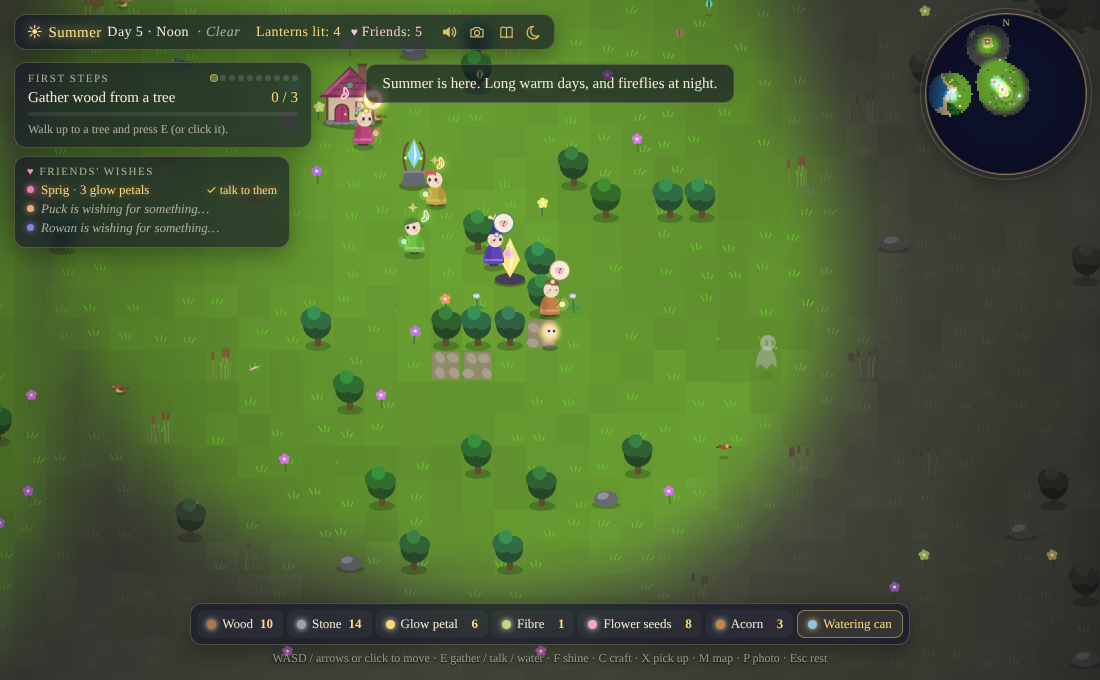 Summer Day 5 · Noon · Clear Lanterns lit: 4 ♥ Friends: 5
N
FIRST STEPS
Gather wood from a tree 0 / 3
Walk up to a tree and press E (or click it).
Summer is here. Long warm days, and fireflies at night.
♥ FRIENDS' WISHES
Sprig · 3 glow petals ✓ talk to them
Puck is wishing for something…
Rowan is wishing for something…
Wood 10 Stone 14 Glow petal 6 Fibre 1 Flower seeds 8 Acorn 3 Watering can
WASD / arrows or click to move · E gather / talk / water · F shine · C craft · X pick up · M map · P photo · Esc rest